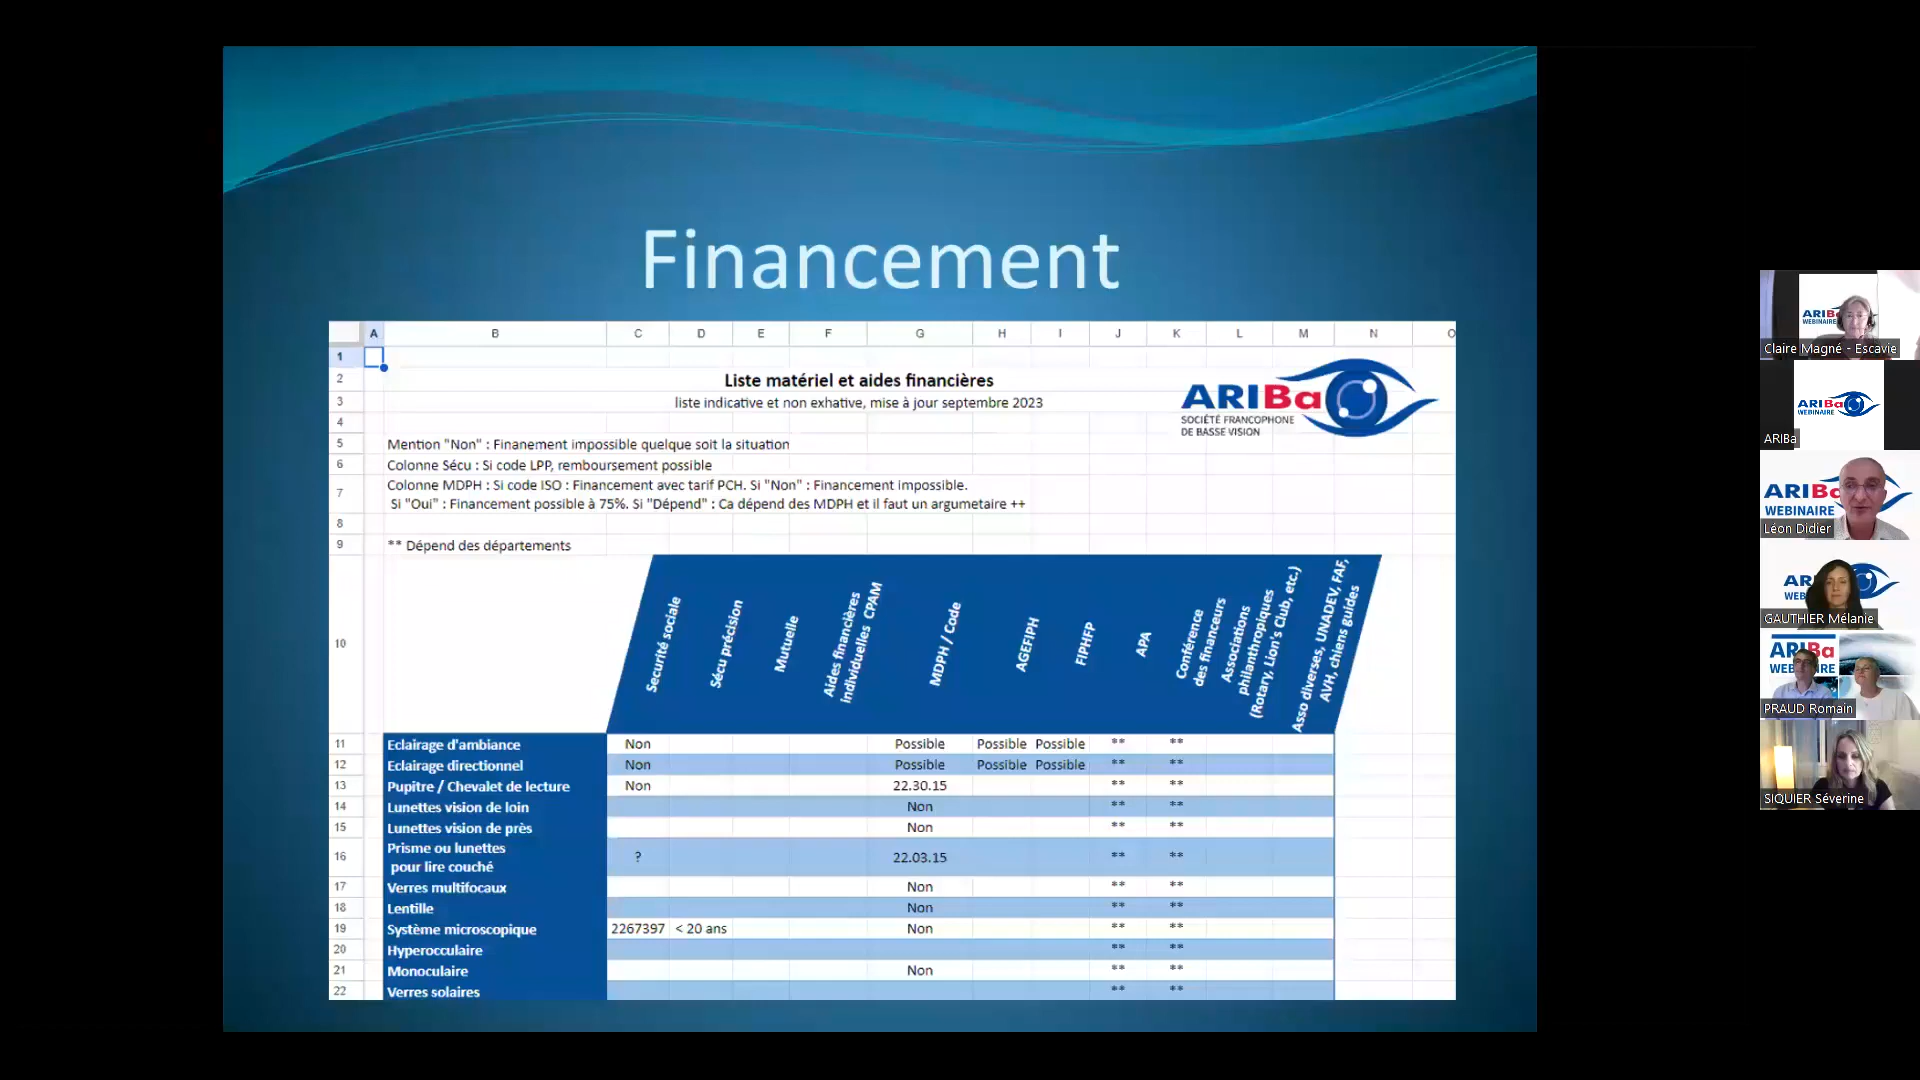 Financement
A B C D E F G H I J K L M N O
1
2 Liste matériel et aides financières
3 liste indicative et non exhative, mise à jour septembre 2023
ARIBa
SOCIÉTÉ FRANCOPHONE
DE BASSE VISION
4
5 Mention "Non" : Finanement impossible quelque soit la situation
6 Colonne Sécu : Si code LPP, remboursement possible
7 Colonne MDPH : Si code ISO : Financement avec tarif PCH. Si "Non" : Financement impossible.
Si "Oui" : Financement possible à 75%. Si "Dépend" : Ca dépend des MDPH et il faut un argumetaire ++
8
9 ** Dépend des départements
10
Securité sociale
Sécu précision
Mutuelle
Aides financières
individuelles CPAM
MDPH / Code
AGEFIPH
FIPHFP
APA
Conférence
des financeurs
Associations
philanthropiques
(Rotary, Lion's Club, etc.)
Asso diverses, UNADEV, FAF,
AVH, chiens guides
11 Eclairage d'ambiance Non Possible Possible Possible ** **
12 Eclairage directionnel Non Possible Possible Possible ** **
13 Pupitre / Chevalet de lecture Non 22.30.15 ** **
14 Lunettes vision de loin Non ** **
15 Lunettes vision de près Non ** **
16 Prisme ou lunettes
pour lire couché ? 22.03.15 ** **
17 Verres multifocaux Non ** **
18 Lentille Non ** **
19 Système microscopique 2267397 < 20 ans Non ** **
20 Hyperocculaire ** **
21 Monoculaire Non ** **
22 Verres solaires ** **
Claire Magné - Escavie
ARIBa
WEBINAIRE
ARIBa
ARIBa
WEBINAIRE
Léon Didier
GAUTHIER Mélanie
ARIBa
PRAUD Romain
SIQUIER Séverine